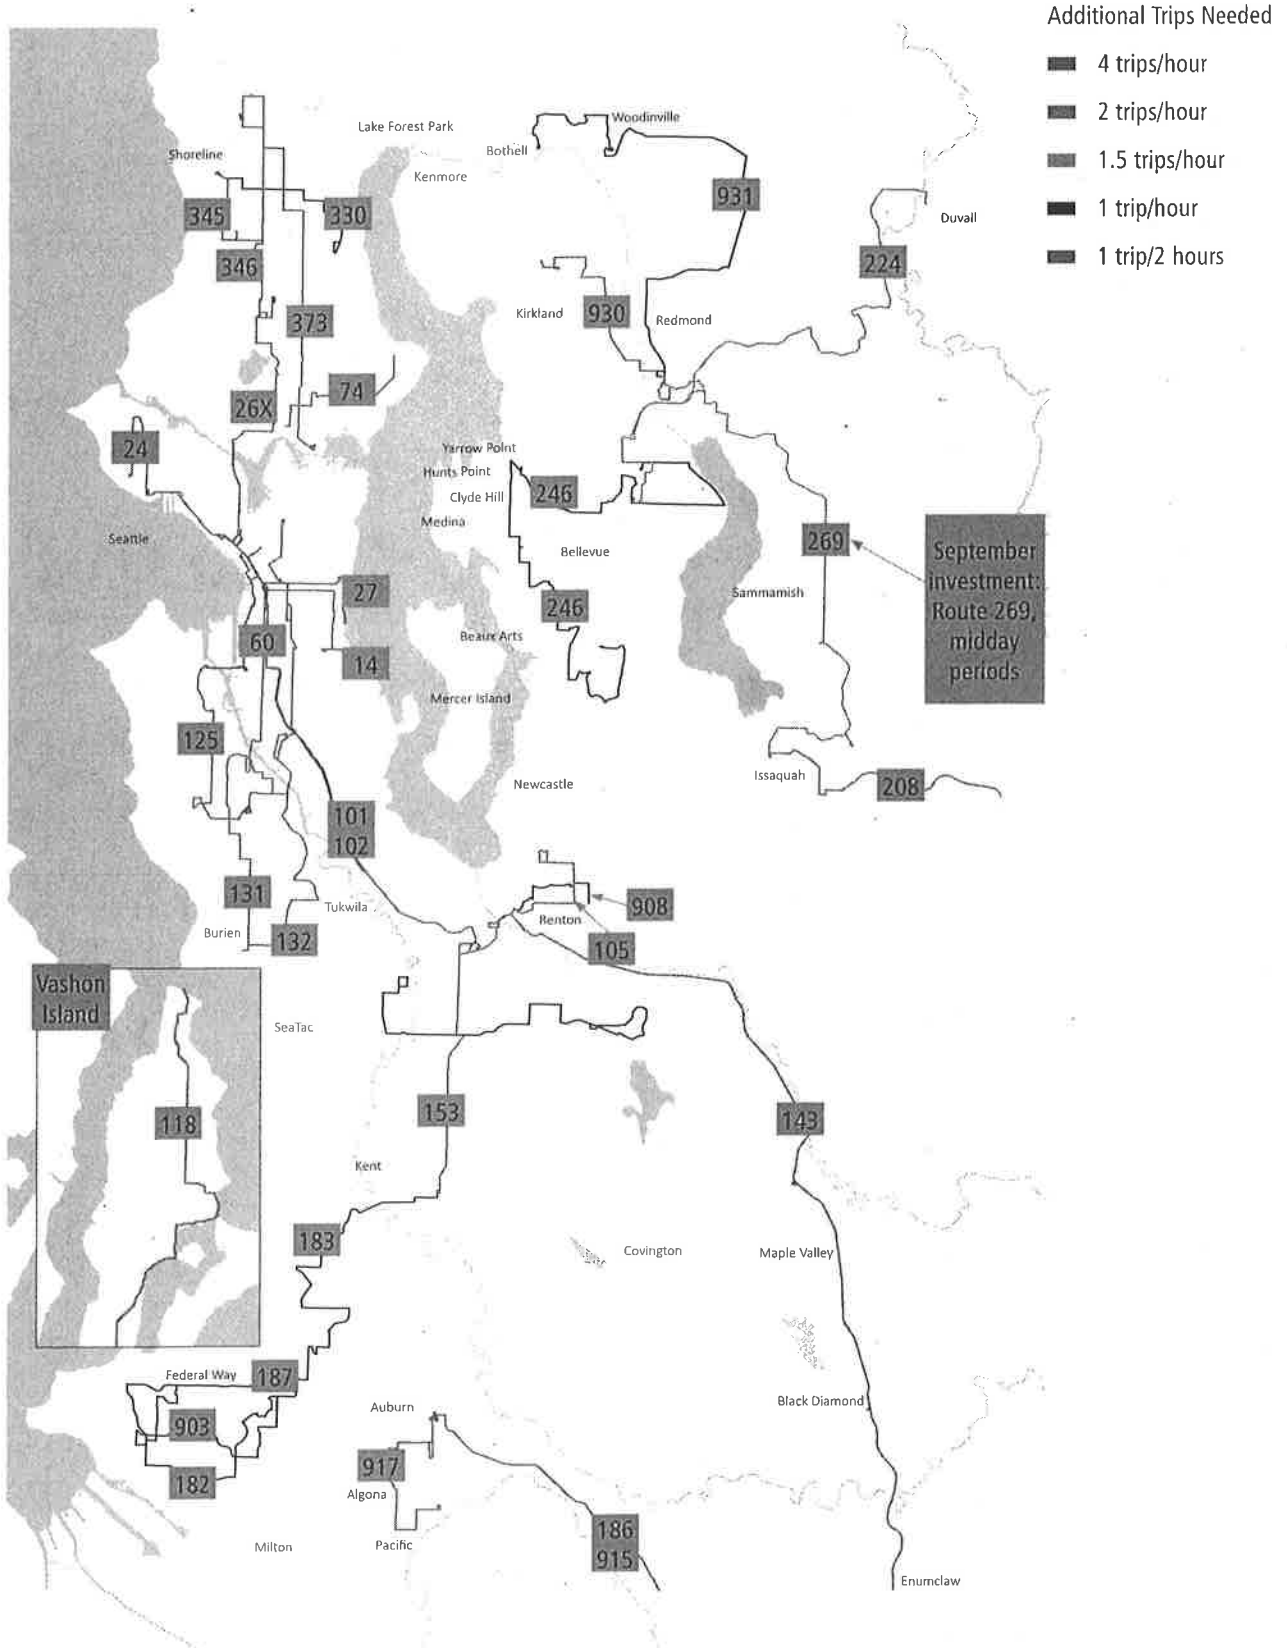 Additional Trips Needed
4 trips/hour
2 trips/hour
1.5 trips/hour
1 trip/hour
1 trip/2 hours
Lake Forest Park
Woodinville
Shoreline
Bothell
Kenmore
931
345
330
Duvall
346
224
Kirkland
930
Redmond
373
74
26X
24
Yarrow Point
Hunts Point
246
Clyde Hill
Medina
Seattle
Bellevue
269
September
investment:
Route 269,
midday
periods
27
Sammamish
246
60
Beaux Arts
14
Mercer Island
125
Issaquah
Newcastle
208
101
102
131
Tukwila
908
Renton
Burien
132
105
Vashon
Island
SeaTac
118
153
143
Kent
183
Covington
Maple Valley
Federal Way
187
Auburn
Black Diamond
903
917
182
Algona
186
915
Milton
Pacific
Enumclaw